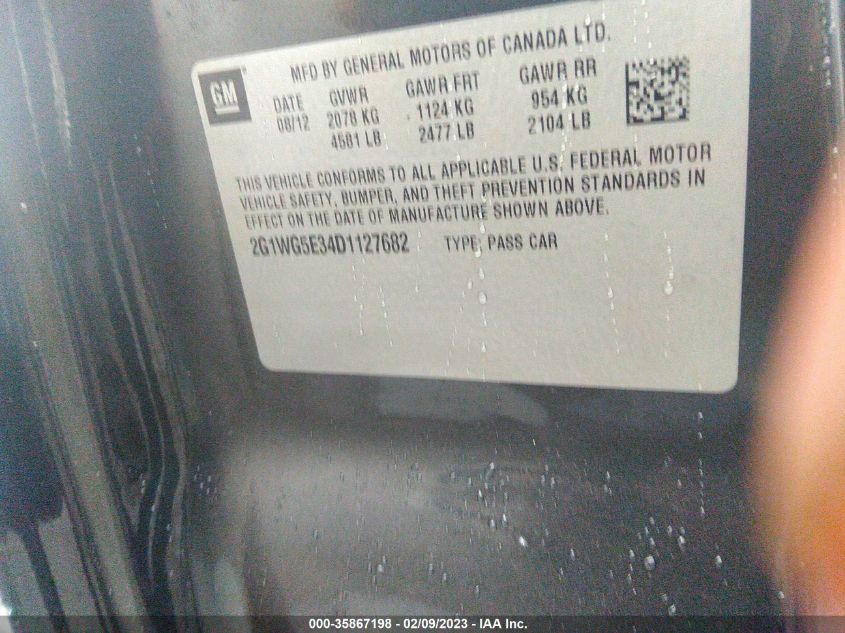 MFD BY GENERAL MOTORS OF CANADA LTD.
GM
DATE GVWR GAWR FRT GAWR RR
08/12 2078 KG 1124 KG 954 KG
4581 LB 2477 LB 2104 LB
THIS VEHICLE CONFORMS TO ALL APPLICABLE U.S. FEDERAL MOTOR
VEHICLE SAFETY, BUMPER, AND THEFT PREVENTION STANDARDS IN
EFFECT ON THE DATE OF MANUFACTURE SHOWN ABOVE.
2G1WG5E34D1127682 TYPE: PASS CAR
000-35867198 - 02/09/2023 - IAA Inc.